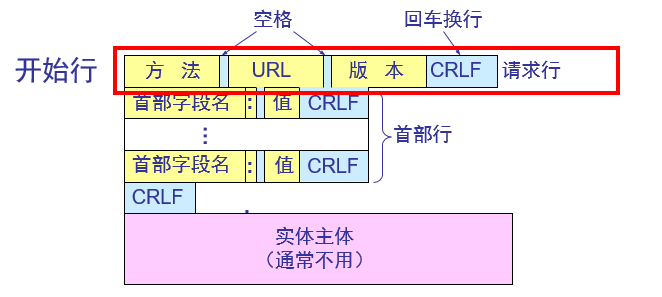 空格 回车换行
开始行 方 法 URL 版 本 CRLF 请求行
首部字段名 : 值 CRLF
⋮ 首部行
首部字段名 : 值 CRLF
CRLF
实体主体
（通常不用）